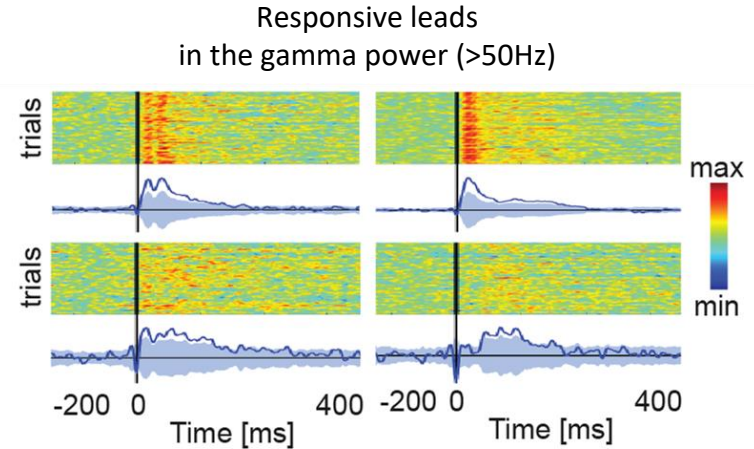 Responsive leads
in the gamma power (>50Hz)
trials
max
trials
min
-200 0 400 -200 0 400
Time [ms] Time [ms]